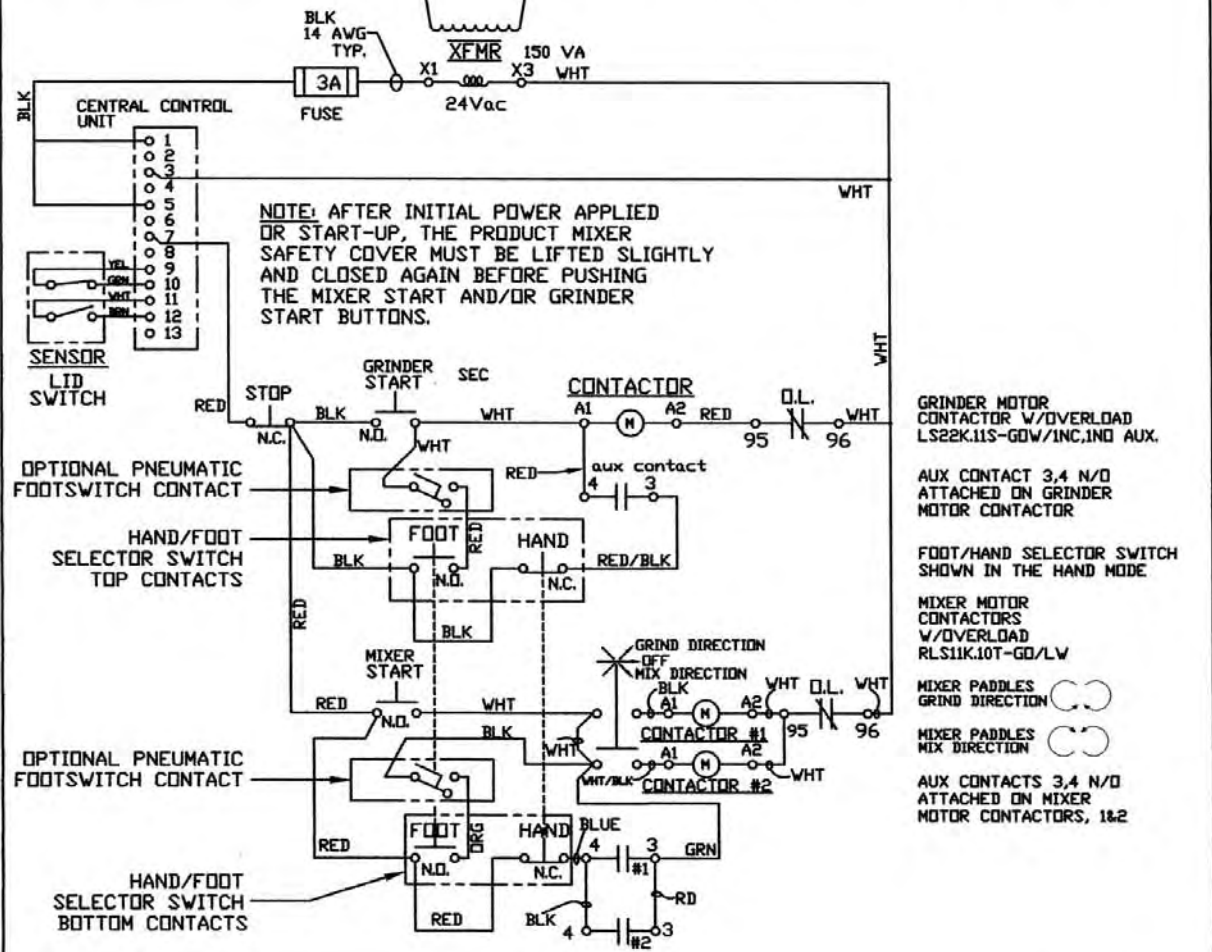 BLK
14 AWG
TYP.
XFMR 150 VA
X1
X3
WHT
3A
FUSE
24Vac
BLK
CENTRAL CONTROL
UNIT
1
2
3
4
5
6
7
8
9
10
11
12
13
WHT
NOTE: AFTER INITIAL POWER APPLIED
OR START-UP, THE PRODUCT MIXER
SAFETY COVER MUST BE LIFTED SLIGHTLY
AND CLOSED AGAIN BEFORE PUSHING
THE MIXER START AND/OR GRINDER
START BUTTONS.
YEL
GRN
WHT
BRN
SENSOR
LID
SWITCH
WHT
RED
STOP
N.C.
BLK
GRINDER
START
SEC
N.O.
WHT
WHT
CONTACTOR
A1
M
A2
RED
95
O.L.
96
WHT
GRINDER MOTOR
CONTACTOR W/OVERLOAD
LS22K.11S-GOW/1NC,1NO AUX.
OPTIONAL PNEUMATIC
FOOTSWITCH CONTACT
RED
aux contact
4
3
AUX CONTACT 3,4 N/O
ATTACHED ON GRINDER
MOTOR CONTACTOR
HAND/FOOT
SELECTOR SWITCH
TOP CONTACTS
FOOT
RED
HAND
BLK
N.O.
N.C.
RED/BLK
BLK
FOOT/HAND SELECTOR SWITCH
SHOWN IN THE HAND MODE
RED
MIXER
START
RED
N.O.
WHT
BLK
GRIND DIRECTION
OFF
MIX DIRECTION
BLK
A1
M
A2
WHT
O.L.
WHT
95
96
CONTACTOR #1
WHT
A1
M
A2
WHT/BLK
CONTACTOR #2
WHT
MIXER MOTOR
CONTACTORS
W/OVERLOAD
RLS11K.10T-GO/LW
MIXER PADDLES
GRIND DIRECTION
MIXER PADDLES
MIX DIRECTION
AUX CONTACTS 3,4 N/O
ATTACHED ON MIXER
MOTOR CONTACTORS, 1&2
OPTIONAL PNEUMATIC
FOOTSWITCH CONTACT
FOOT
ORG
HAND
BLUE
RED
N.O.
N.C.
4
3
#1
GRN
RED
BLK
RD
4
3
#2
HAND/FOOT
SELECTOR SWITCH
BOTTOM CONTACTS